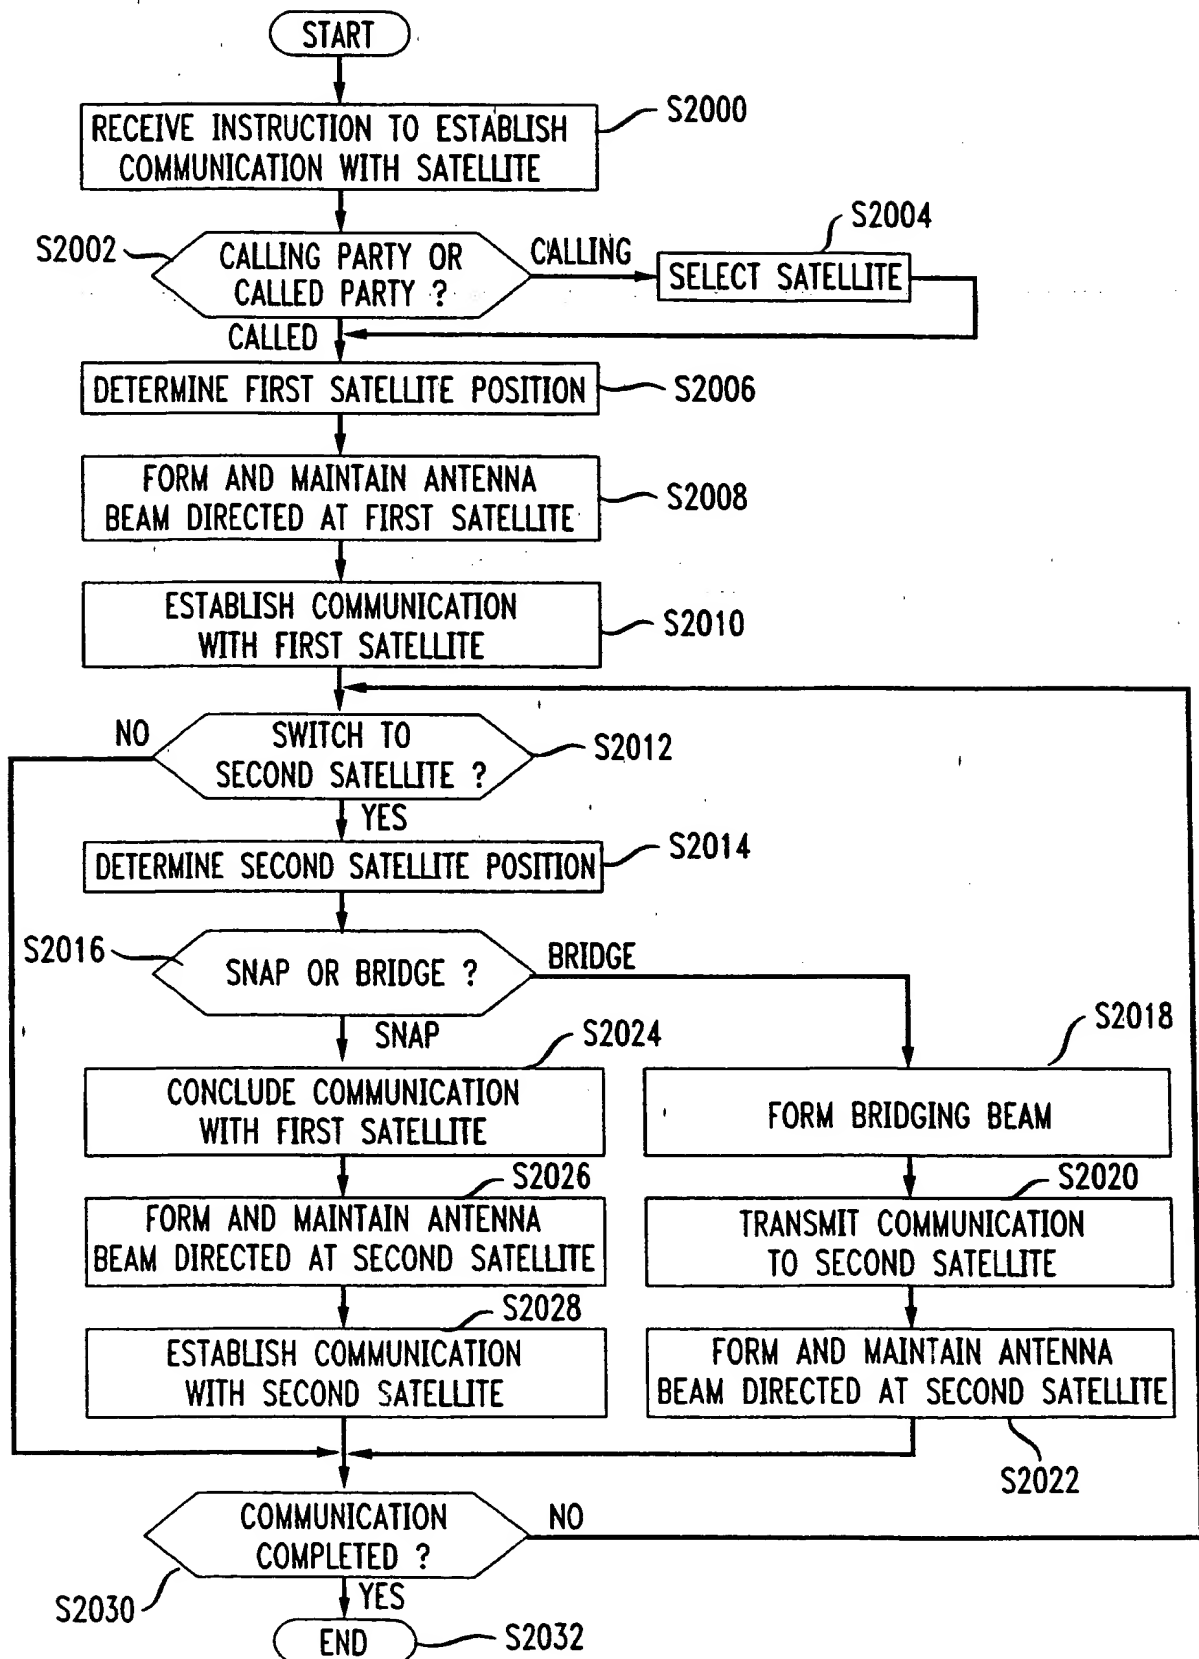 START
S2000
RECEIVE INSTRUCTION TO ESTABLISH
COMMUNICATION WITH SATELLITE
S2002
CALLING PARTY OR
CALLED PARTY ?
CALLING
S2004
SELECT SATELLITE
CALLED
DETERMINE FIRST SATELLITE POSITION
S2006
FORM AND MAINTAIN ANTENNA
BEAM DIRECTED AT FIRST SATELLITE
S2008
ESTABLISH COMMUNICATION
WITH FIRST SATELLITE
S2010
NO
SWITCH TO
SECOND SATELLITE ?
S2012
YES
DETERMINE SECOND SATELLITE POSITION
S2014
S2016
SNAP OR BRIDGE ?
BRIDGE
SNAP
S2024
S2018
CONCLUDE COMMUNICATION
WITH FIRST SATELLITE
FORM BRIDGING BEAM
S2026
S2020
FORM AND MAINTAIN ANTENNA
BEAM DIRECTED AT SECOND SATELLITE
TRANSMIT COMMUNICATION
TO SECOND SATELLITE
S2028
ESTABLISH COMMUNICATION
WITH SECOND SATELLITE
FORM AND MAINTAIN ANTENNA
BEAM DIRECTED AT SECOND SATELLITE
S2022
COMMUNICATION
COMPLETED ?
NO
S2030
YES
END
S2032